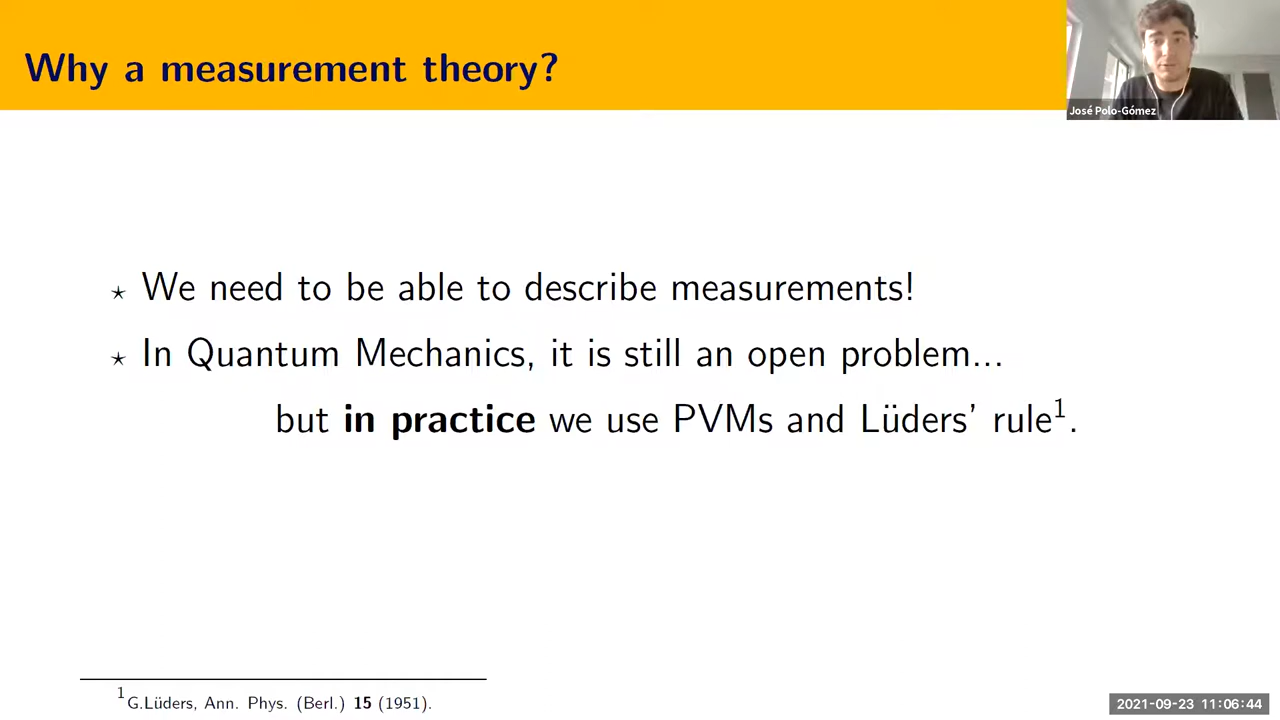 Why a measurement theory?
José Polo-Gómez
⋆ We need to be able to describe measurements!
⋆ In Quantum Mechanics, it is still an open problem...
but in practice we use PVMs and Lüders' rule¹.
¹G.Lüders, Ann. Phys. (Berl.) 15 (1951).
2021-09-23 11:06:44